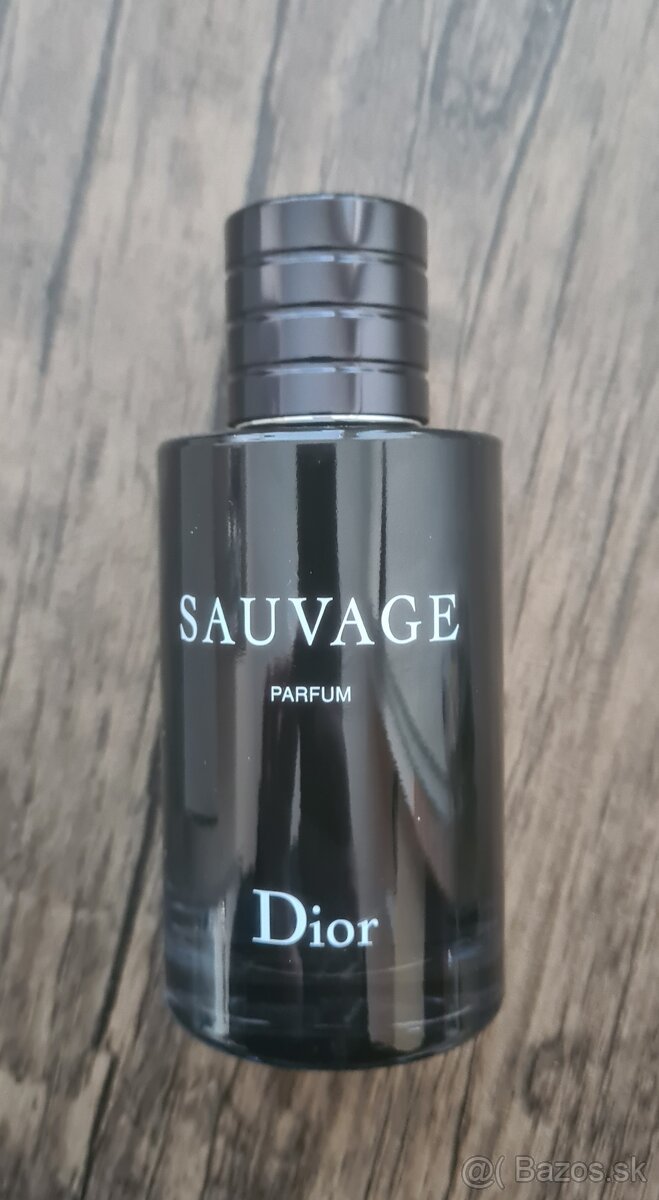 SAUVAGE
PARFUM
Dior
@( Bazos.sk